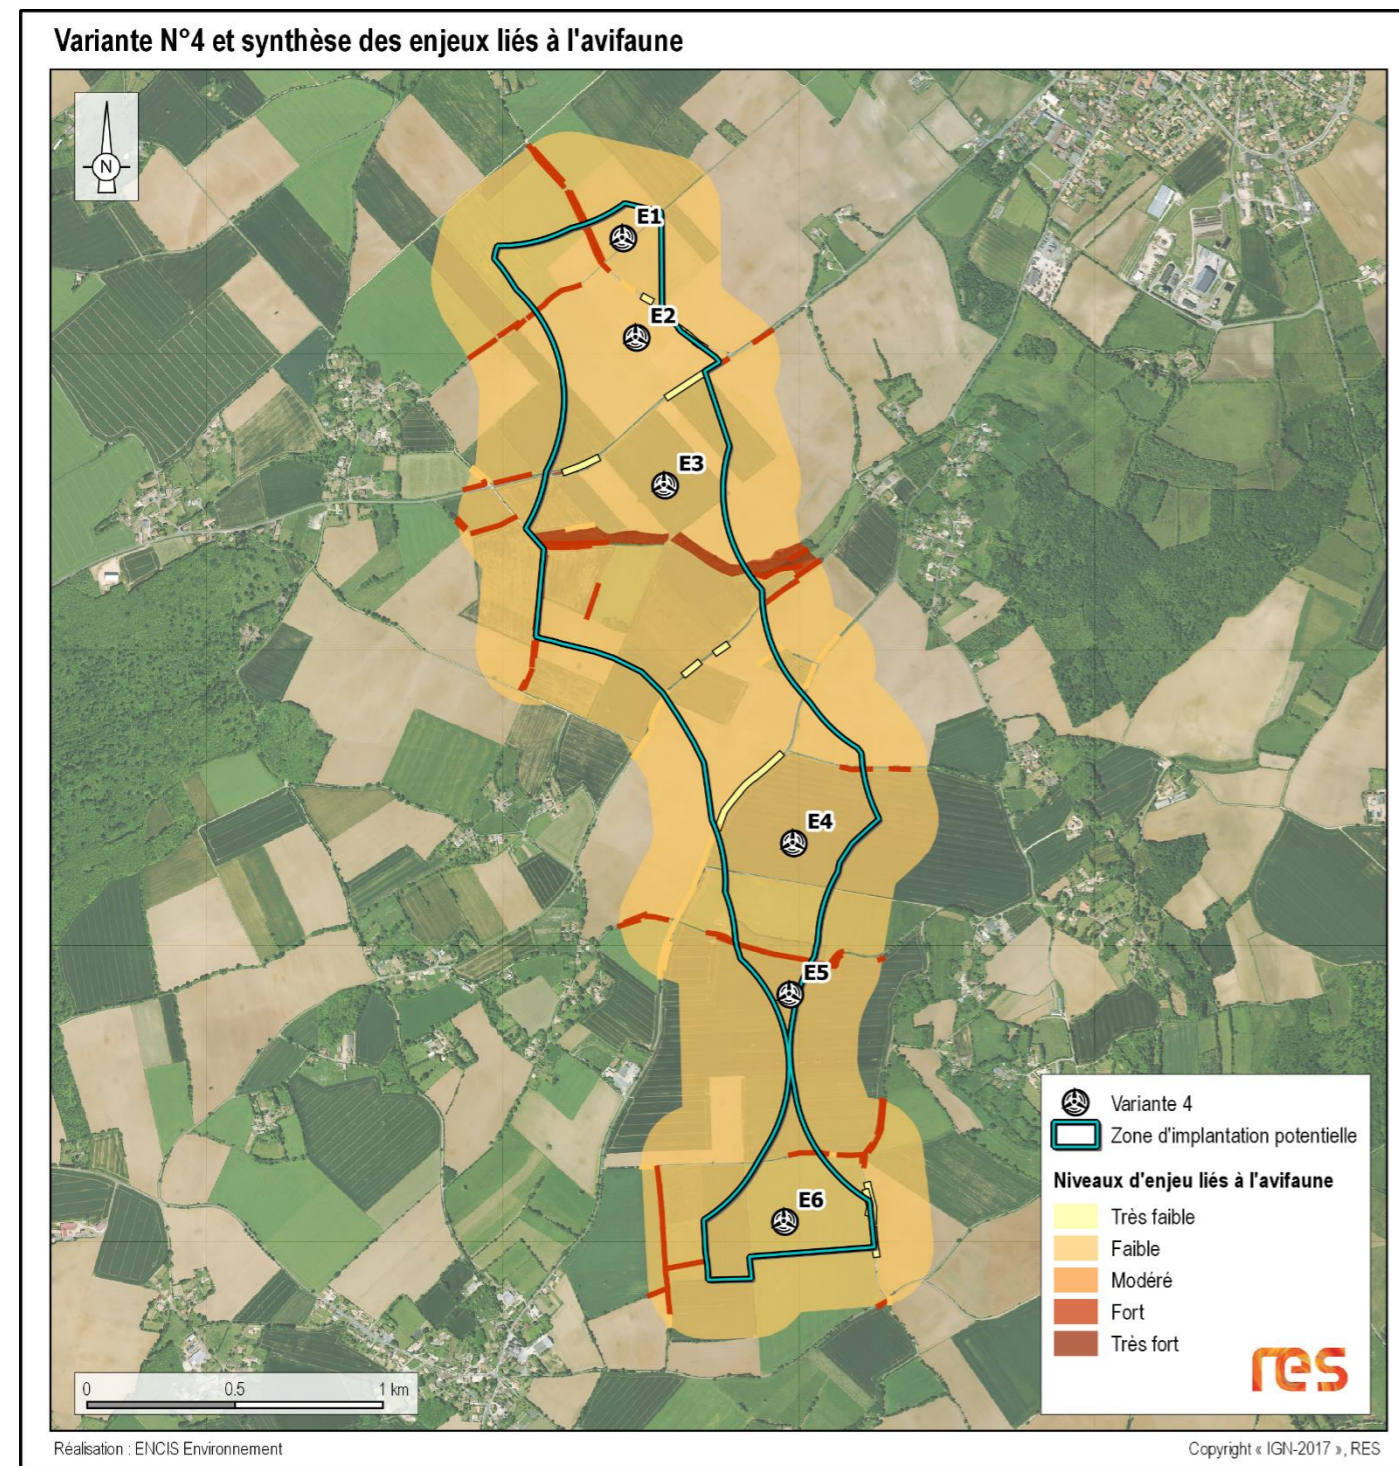 Variante N°4 et synthèse des enjeux liés à l'avifaune
N
E1
E2
E3
E4
E5
E6
Variante 4
Zone d'implantation potentielle
Niveaux d'enjeu liés à l'avifaune
Très faible
Faible
Modéré
Fort
Très fort
res
0 0.5 1 km
Réalisation : ENCIS Environnement
Copyright « IGN-2017 », RES